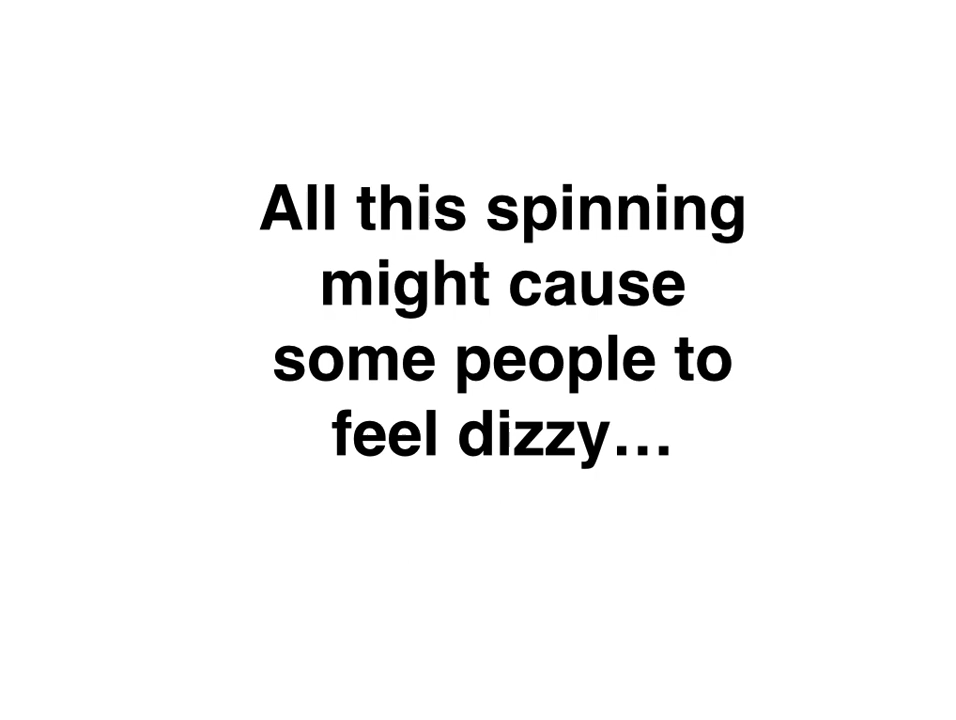 All this spinning
might cause
some people to
feel dizzy…